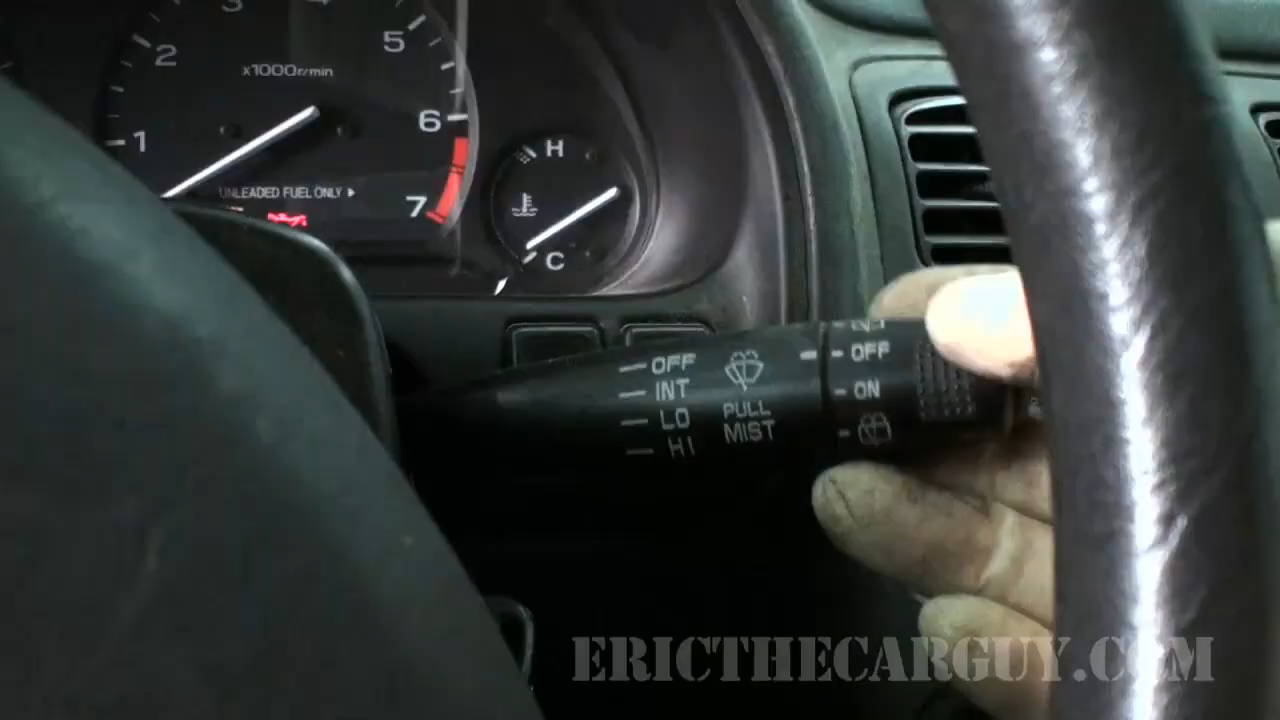 3
2
5
x1000r/min
1
6
UNLEADED FUEL ONLY
7
H
C
OFF
INT
LO
HI
PULL
MIST
OFF
ON
ERICTHECARGUY.COM